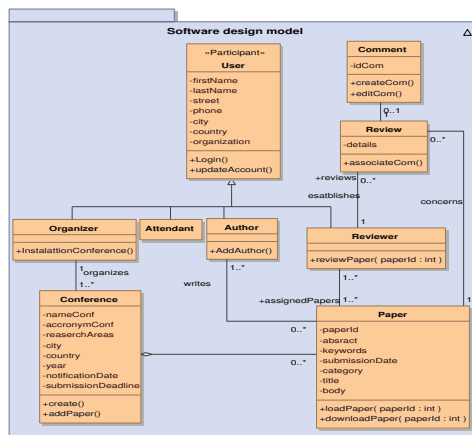 Software design model
«Participant»
User
-firstName
-lastName
-street
-phone
-city
-country
-organization
+Login()
+updateAccount()
Comment
-idCom
+createCom()
+editCom()
0..1
1
Review
-details
+associateCom()
+reviews
0..*
0..*
esatblishes
concerns
1
Organizer
+InstalattionConference()
Attendant
Author
+AddAuthor()
Reviewer
+reviewPaper( paperId : int )
1
organizes
1..*
1..*
writes
1..*
+assignedPapers
1..*
1
0..*
Conference
-nameConf
-accronymConf
-reaserchAreas
-city
-country
-year
-notificationDate
-submissionDeadline
+create()
+addPaper()
0..*
Paper
-paperId
-absract
-keywords
-submissionDate
-category
-title
-body
+loadPaper( paperId : int )
+downloadPaper( paperId : int )